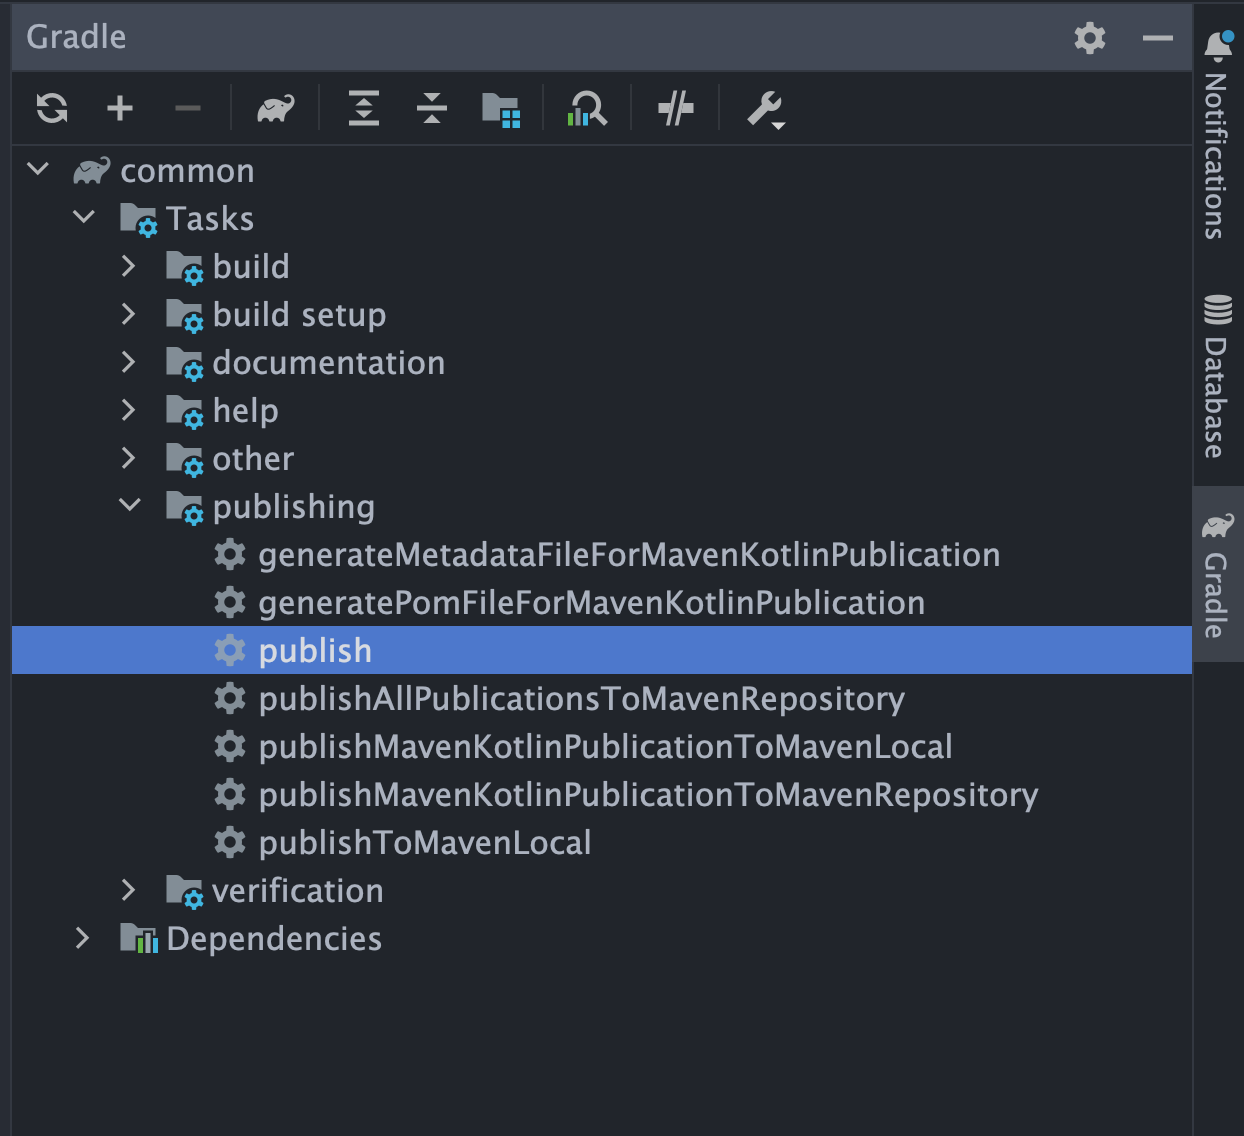 Gradle
common
Tasks
build
build setup
documentation
help
other
publishing
generateMetadataFileForMavenKotlinPublication
generatePomFileForMavenKotlinPublication
publish
publishAllPublicationsToMavenRepository
publishMavenKotlinPublicationToMavenLocal
publishMavenKotlinPublicationToMavenRepository
publishToMavenLocal
verification
Dependencies
Notifications
Database
Gradle